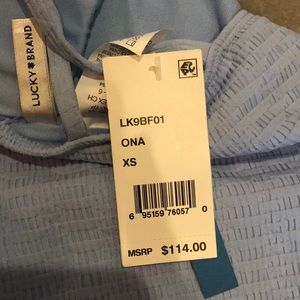 LUCKY BRAND
LK9BF01
ONA
XS
6 95159 76057 0
MSRP $114.00